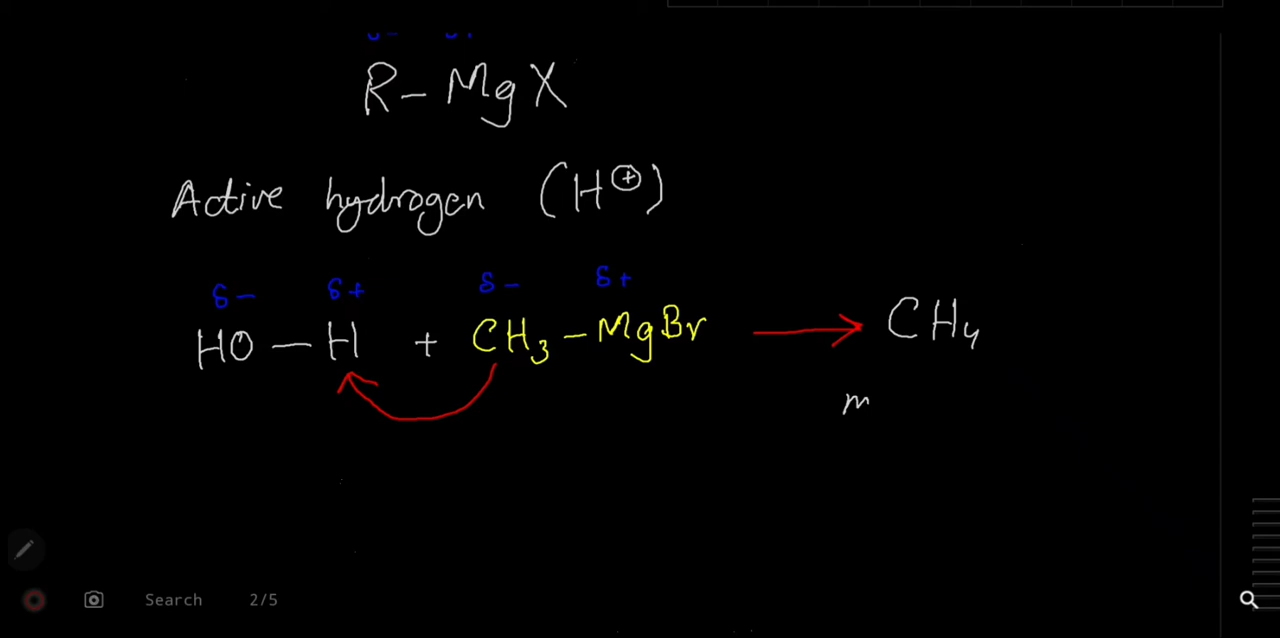 δ− δ+
R − MgX
Active hydrogen (H⊕)
δ− δ+ δ− δ+
HO — H + CH₃ − MgBr → CH₄
m
Search 2/5